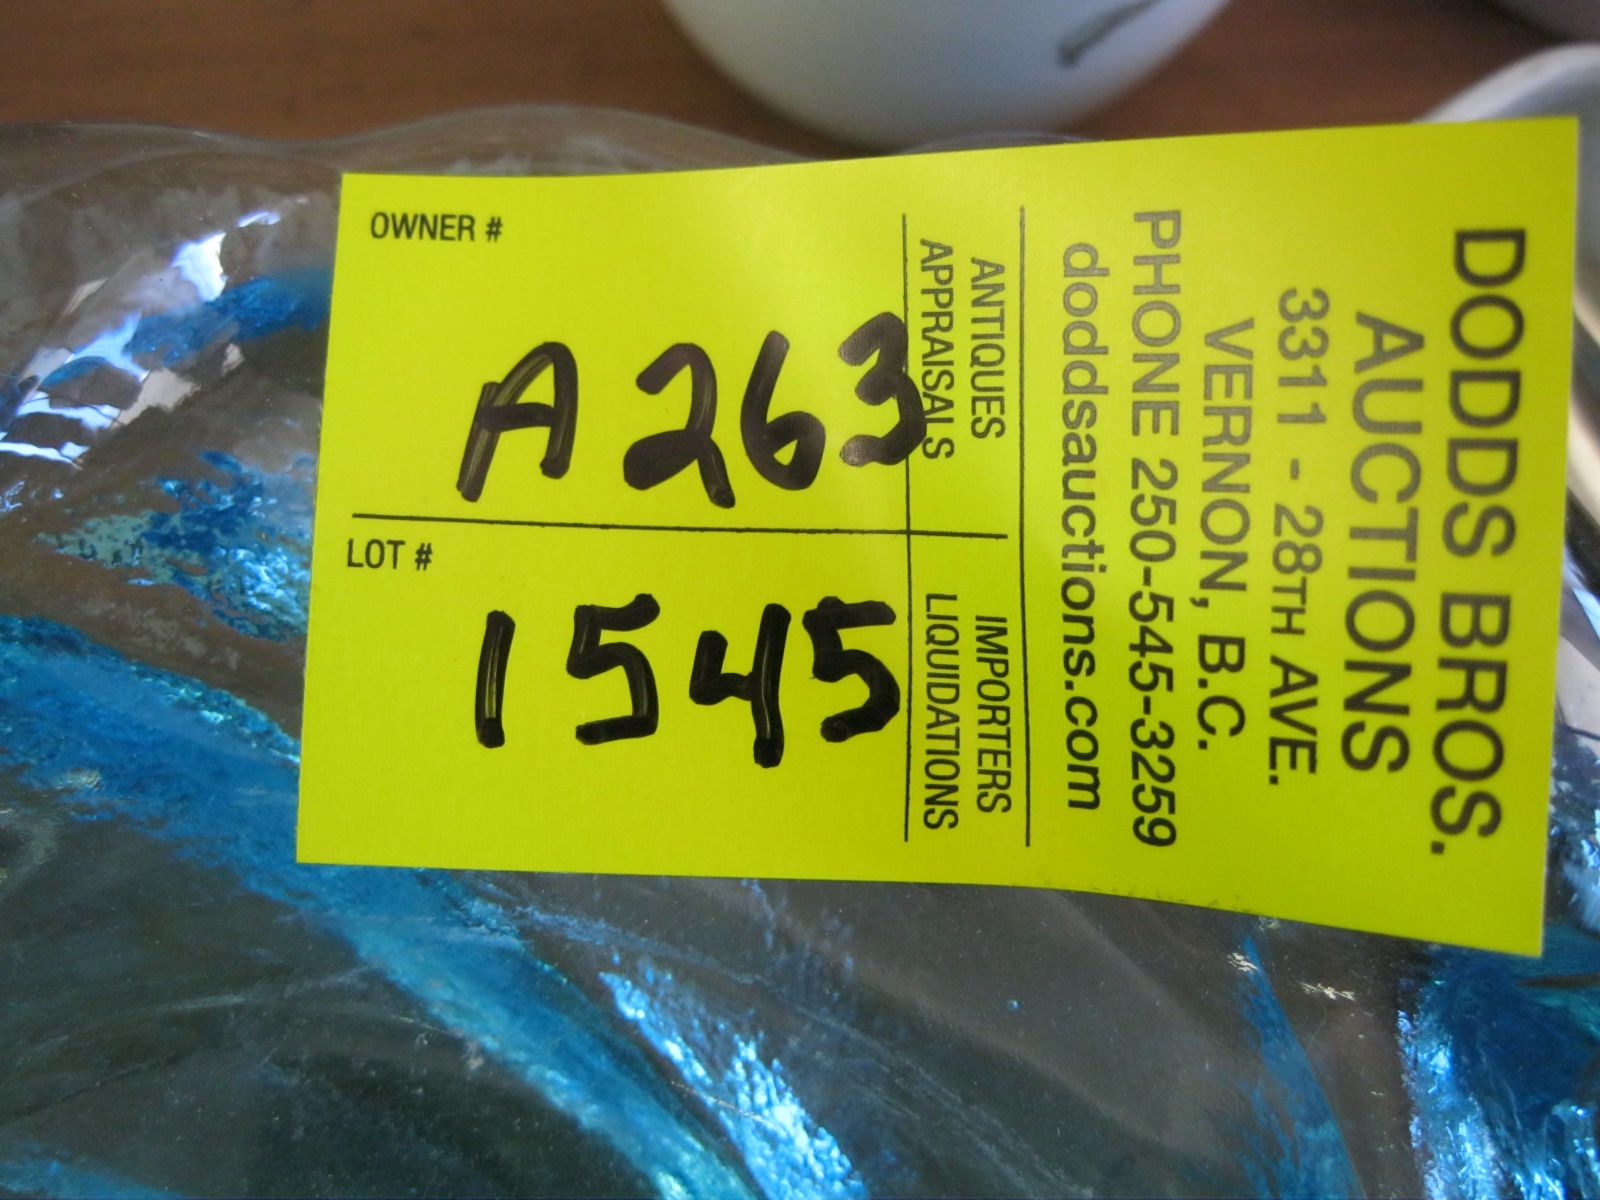 DODDS BROS.
AUCTIONS
3311 - 28TH AVE.
VERNON, B.C.
PHONE 250-545-3259
doddsauctions.com
ANTIQUES
APPRAISALS
IMPORTERS
LIQUIDATIONS
OWNER #
A263
LOT #
1545